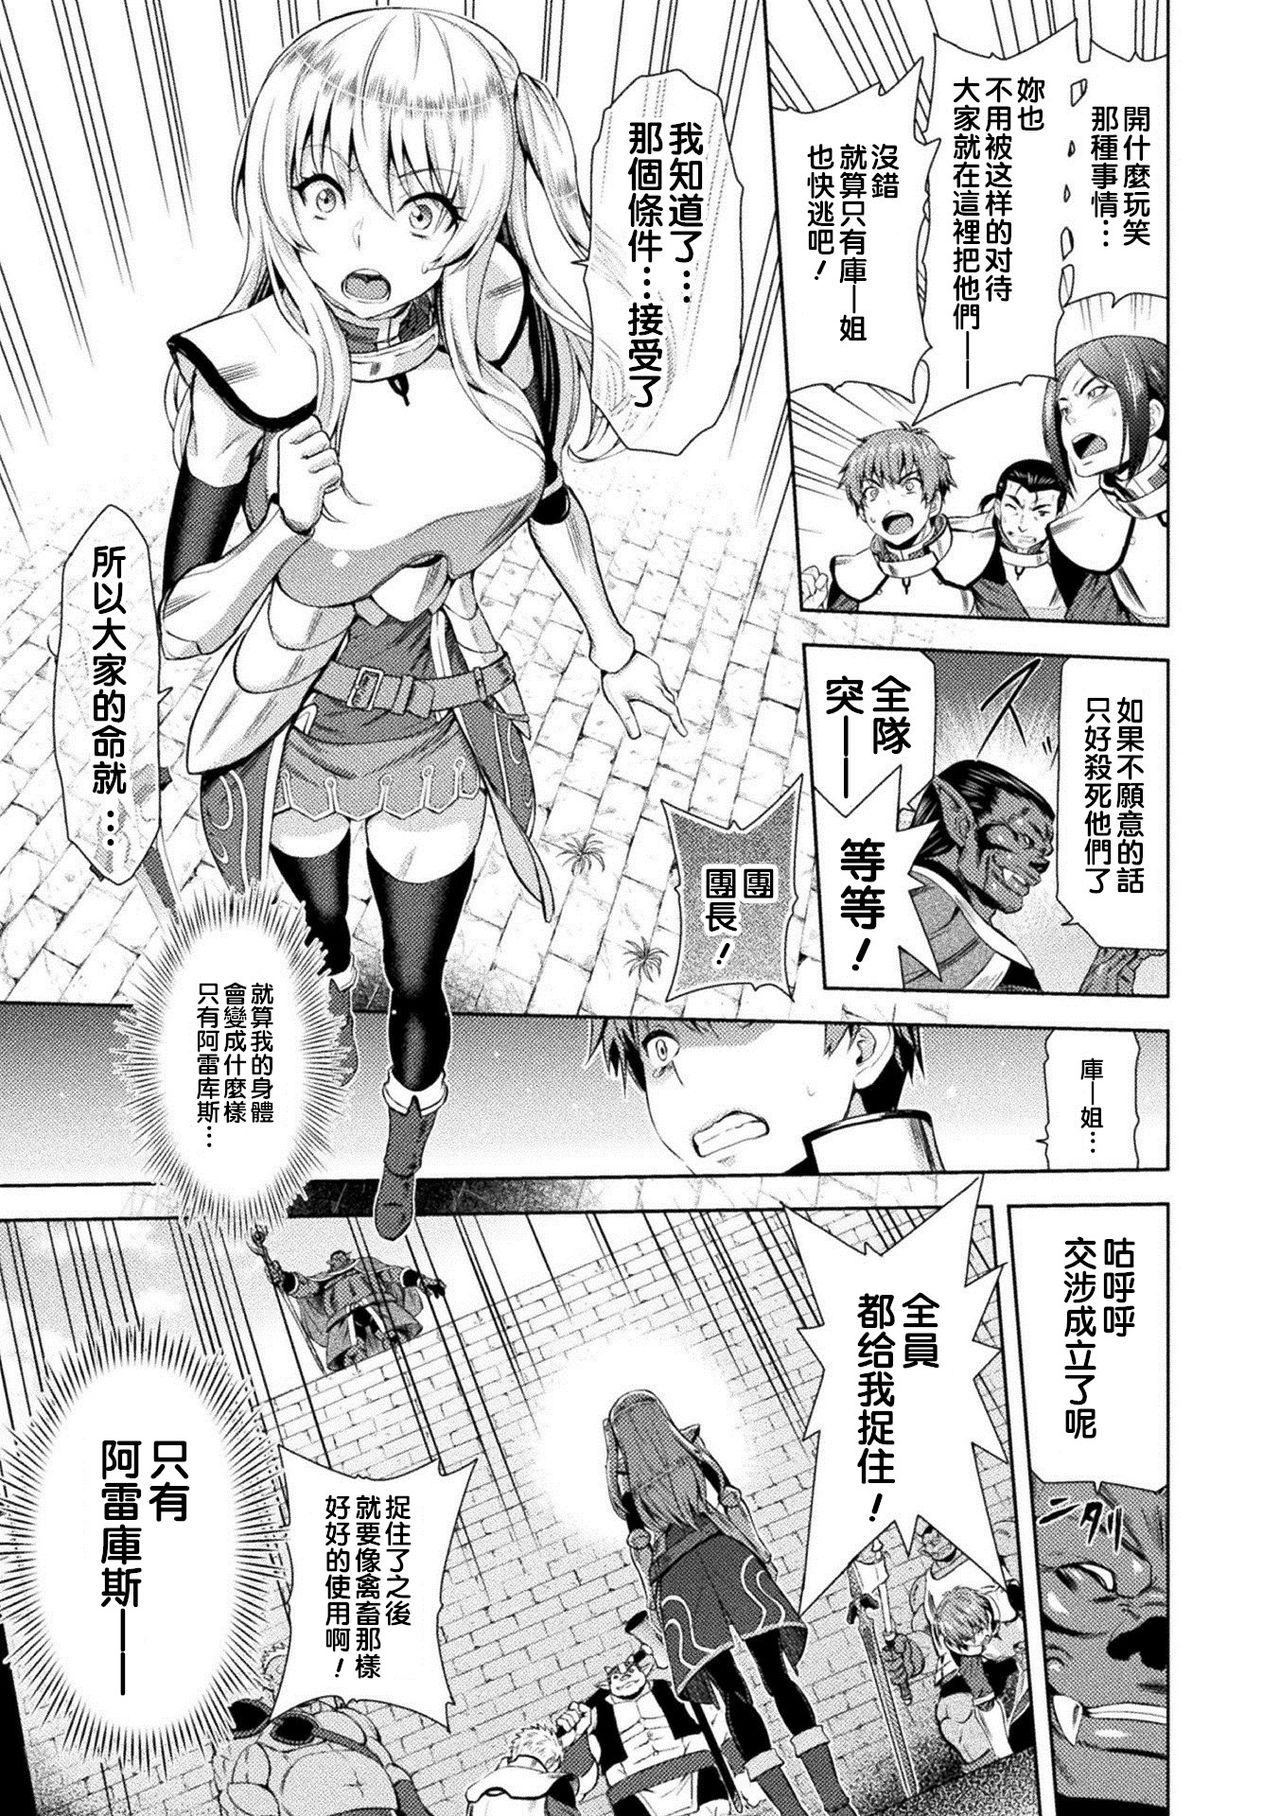 開什麼玩笑
那種事情…
妳也
不用被这样的对待
大家就在這裡把他們——
沒錯
就算只有庫—姐
也快逃吧！
我知道了…
那個條件…接受了
所以大家的命就…
如果不願意的話
只好殺死他們了
スッ
全隊
突——
等等！
團—
團長！
庫—姐…
就算我的身體
會變成什麼樣
只有阿雷库斯…
咕呼呼
交涉成立了呢
ニタリ
全員
都给我捉住！
捉住了之後
就要像禽畜那樣
好好的使用啊！
只有
阿雷庫斯——